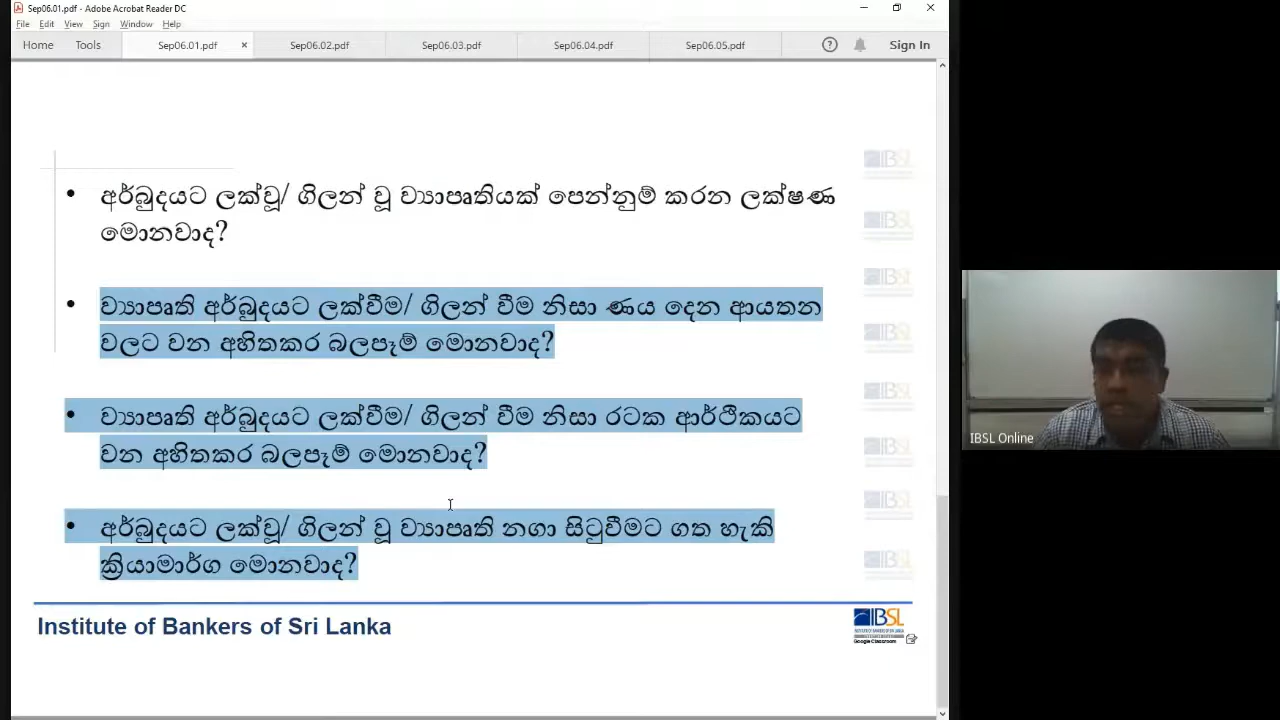 Sep06.01.pdf - Adobe Acrobat Reader DC
File Edit View Sign Window Help
Home Tools Sep06.01.pdf × Sep06.02.pdf Sep06.03.pdf Sep06.04.pdf Sep06.05.pdf ? Sign In
• අර්බුදයට ලක්වූ/ ගිලන් වූ ව්‍යාපෘතියක් පෙන්නුම් කරන ලක්ෂණ
මොනවාද?
• ව්‍යාපෘති අර්බුදයට ලක්වීම/ ගිලන් වීම නිසා ණය දෙන ආයතන
වලට වන අහිතකර බලපෑම් මොනවාද?
• ව්‍යාපෘති අර්බුදයට ලක්වීම/ ගිලන් වීම නිසා රටක ආර්ථිකයට
වන අහිතකර බලපෑම් මොනවාද?
• අර්බුදයට ලක්වූ/ ගිලන් වූ ව්‍යාපෘති නගා සිටුවීමට ගත හැකි
ක්‍රියාමාර්ග මොනවාද?
Institute of Bankers of Sri Lanka
IBSL
Google Classroom
IBSL Online